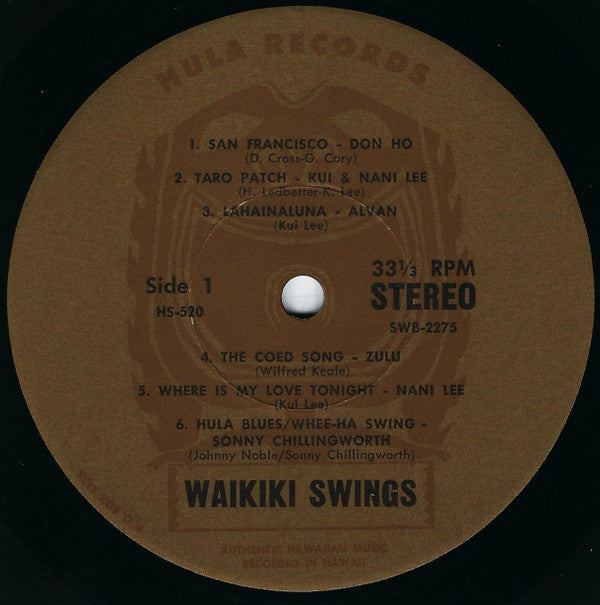 HULA RECORDS
1. SAN FRANCISCO - DON HO
(D. Cross-G. Cory)
2. TARO PATCH - KUI & NANI LEE
(H. Ledbetter-K. Lee)
3. LAHAINALUNA - ALVAN
(Kui Lee)
Side 1
HS-520
33⅓ RPM
STEREO
SWB-2275
4. THE COED SONG - ZULU
(Wilfred Keale)
5. WHERE IS MY LOVE TONIGHT - NANI LEE
(Kui Lee)
6. HULA BLUES/WHEE-HA SWING -
SONNY CHILLINGWORTH
(Johnny Noble/Sonny Chillingworth)
WAIKIKI SWINGS
AUTHENTIC HAWAIIAN MUSIC
RECORDED IN HAWAII